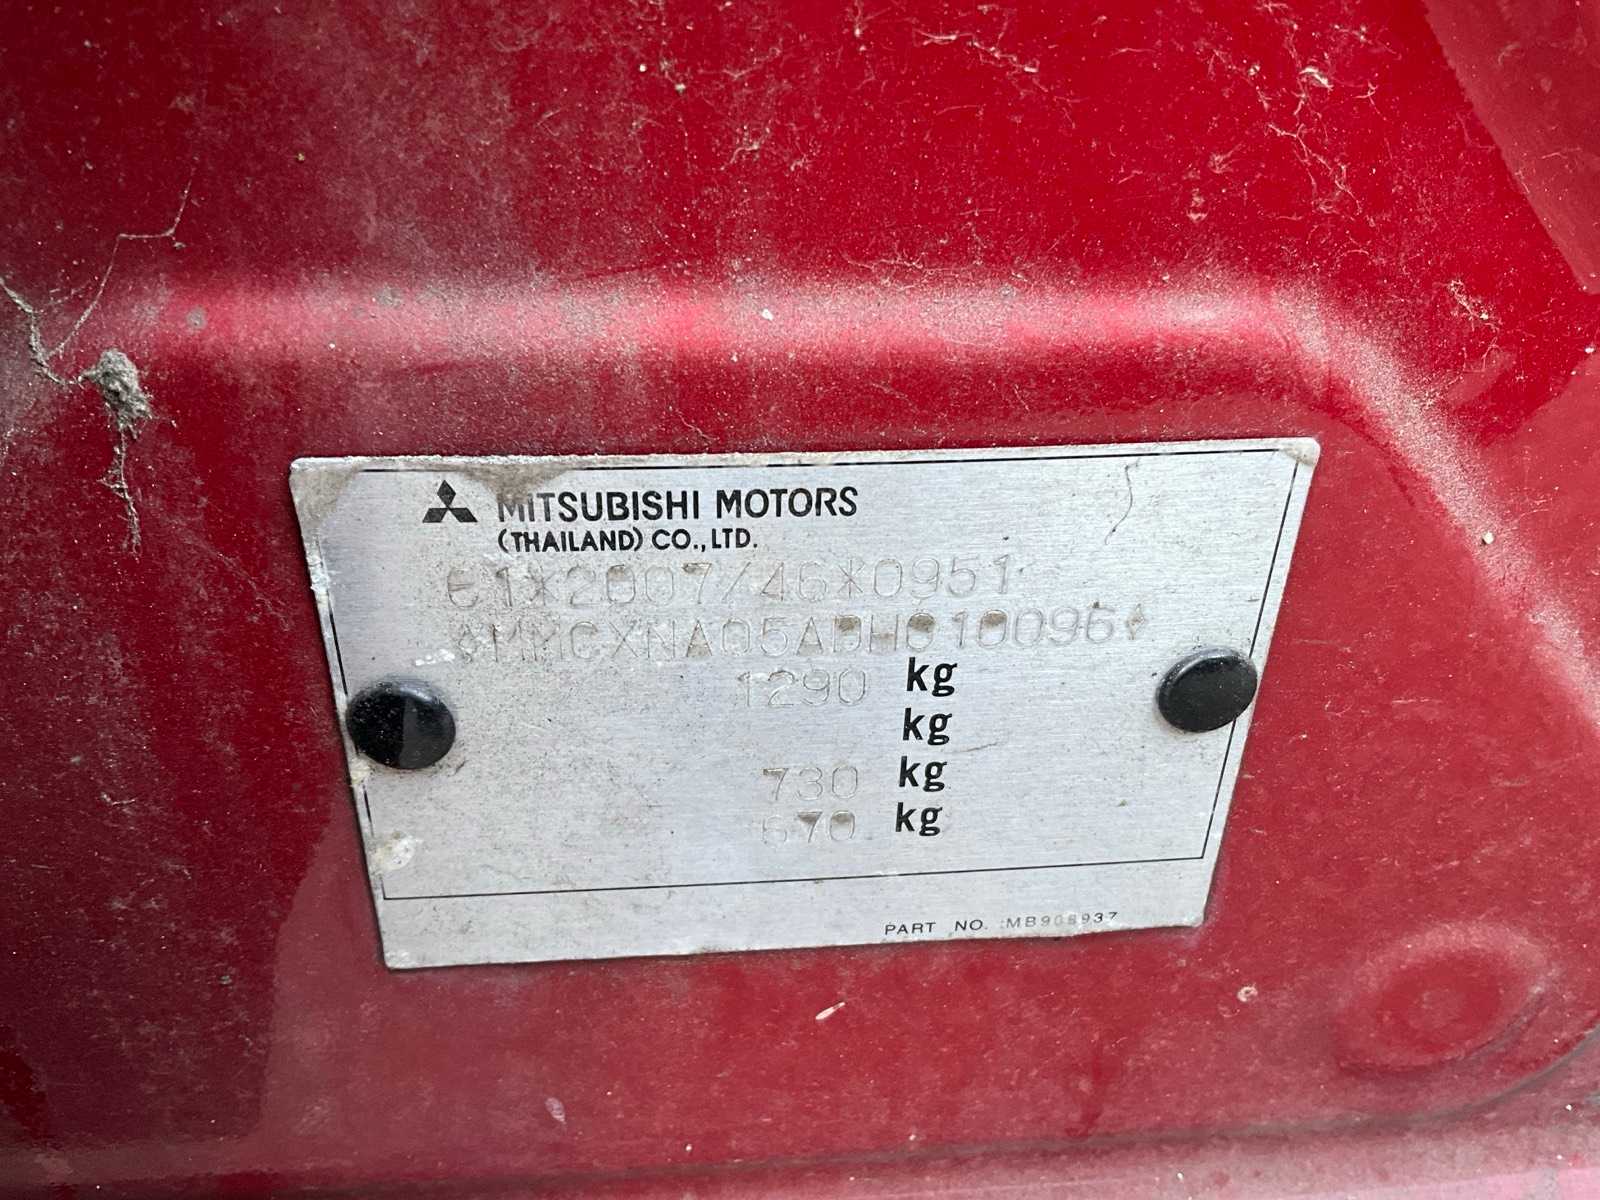 MITSUBISHI MOTORS
(THAILAND) CO., LTD.
e1*2007/46*0951
MMCXNA05ADH010096
1290 kg
kg
730 kg
670 kg
PART NO. :MB908937